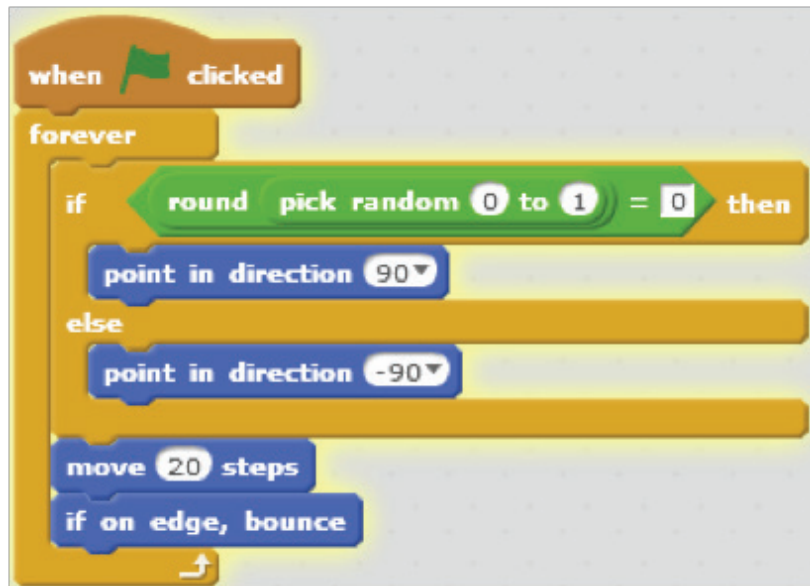 when clicked
forever
if round pick random 0 to 1 = 0 then
point in direction 90
else
point in direction -90
move 20 steps
if on edge, bounce